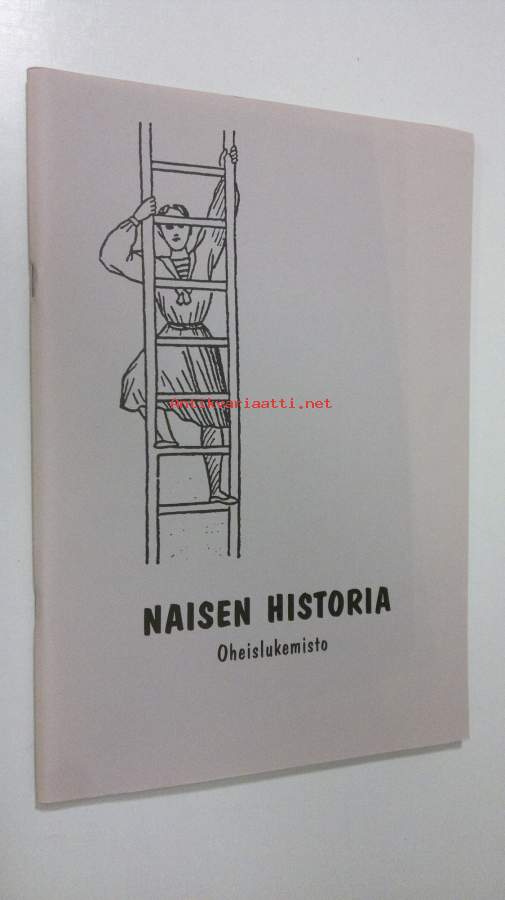 Antikvariaatti.net
NAISEN HISTORIA
Oheislukemisto